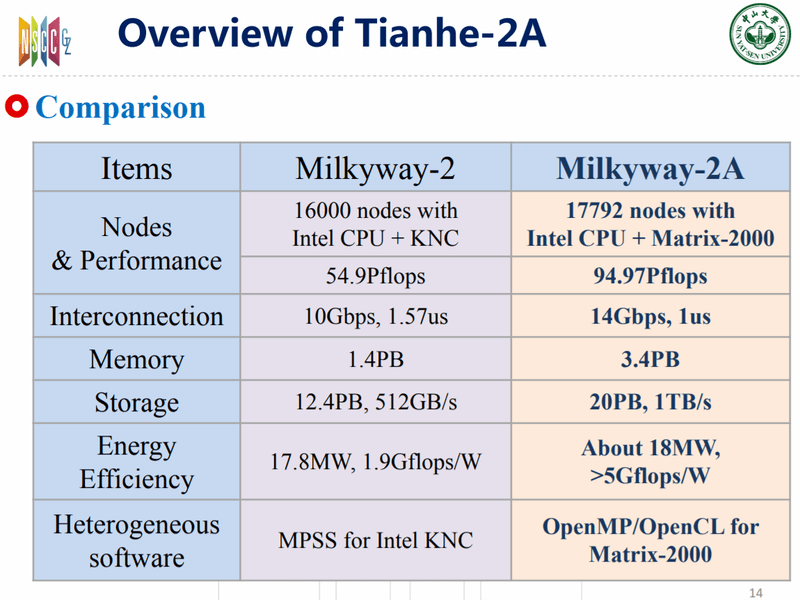 NSCC GZ
Overview of Tianhe-2A
中山大學
SUN YAT-SEN UNIVERSITY
Comparison
Items
Milkyway-2
Milkyway-2A
Nodes
& Performance
16000 nodes with
Intel CPU + KNC
17792 nodes with
Intel CPU + Matrix-2000
54.9Pflops
94.97Pflops
Interconnection
10Gbps, 1.57us
14Gbps, 1us
Memory
1.4PB
3.4PB
Storage
12.4PB, 512GB/s
20PB, 1TB/s
Energy
Efficiency
17.8MW, 1.9Gflops/W
About 18MW,
>5Gflops/W
Heterogeneous
software
MPSS for Intel KNC
OpenMP/OpenCL for
Matrix-2000
14